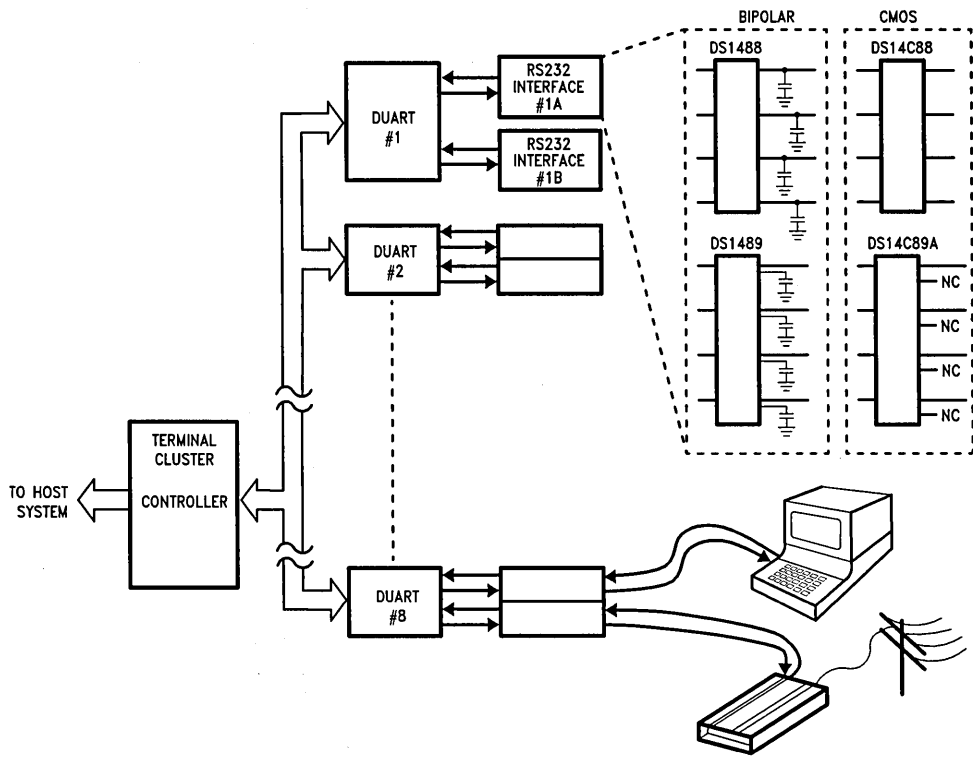 BIPOLAR
CMOS
DS1488
DS14C88
RS232
INTERFACE
#1A
DUART
#1
RS232
INTERFACE
#1B
DUART
#2
DS1489
DS14C89A
NC
NC
NC
NC
TERMINAL
CLUSTER
CONTROLLER
TO HOST
SYSTEM
DUART
#8